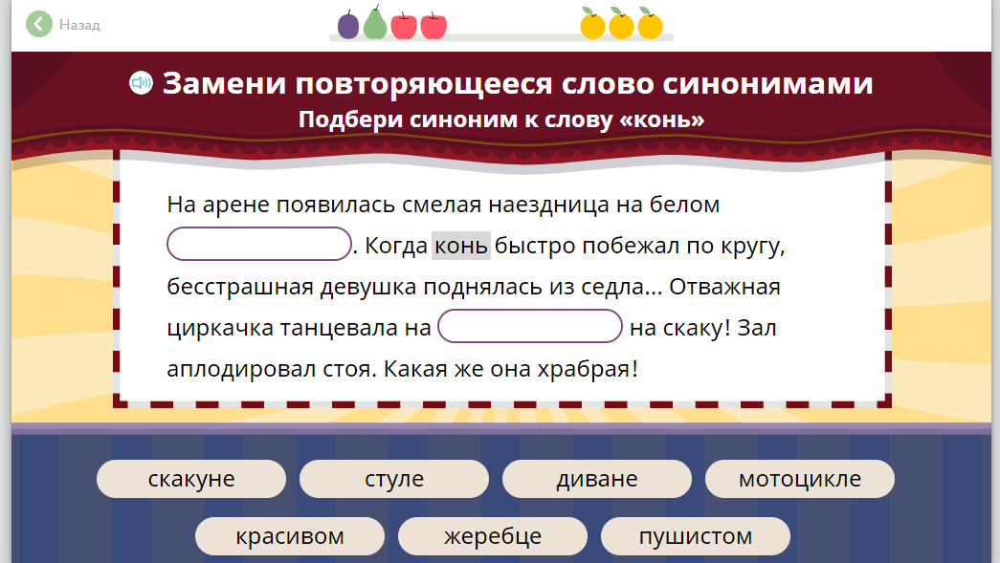 Назад
Замени повторяющееся слово синонимами
Подбери синоним к слову «конь»
На арене появилась смелая наездница на белом
. Когда конь быстро побежал по кругу,
бесстрашная девушка поднялась из седла... Отважная
циркачка танцевала на на скаку! Зал
аплодировал стоя. Какая же она храбрая!
скакуне стуле диване мотоцикле
красивом жеребце пушистом